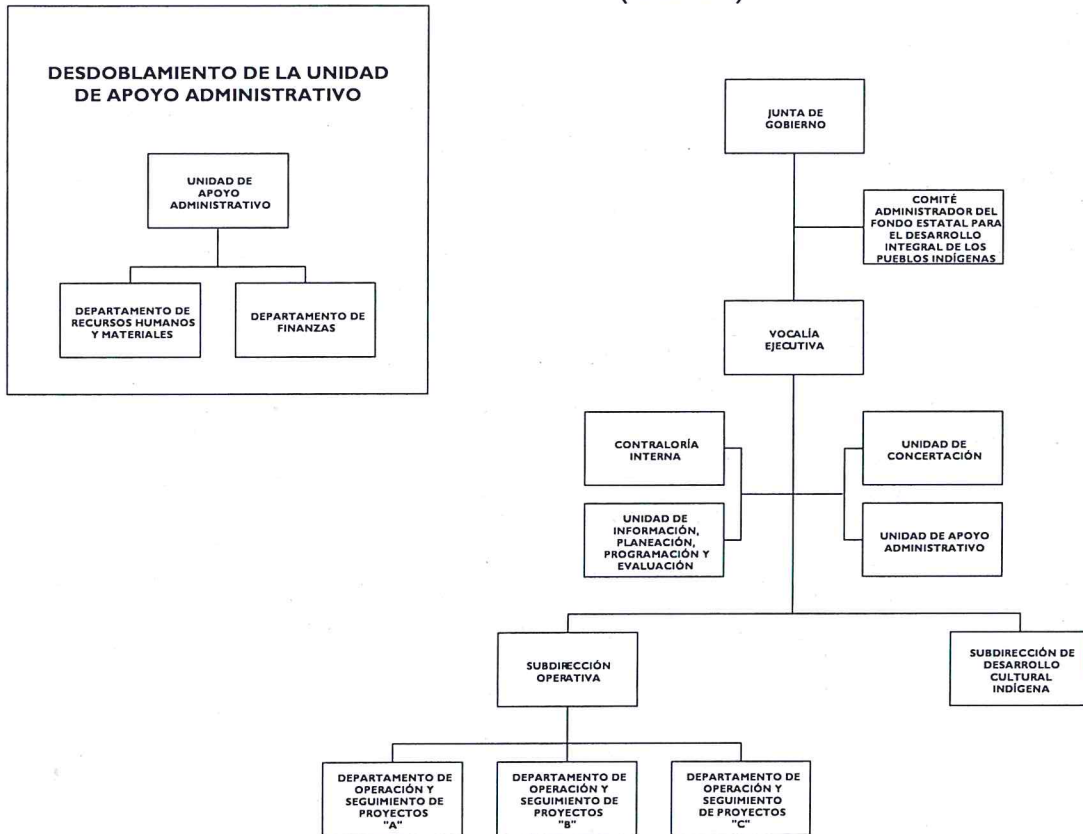 DESDOBLAMIENTO DE LA UNIDAD
DE APOYO ADMINISTRATIVO
UNIDAD DE
APOYO
ADMINISTRATIVO
DEPARTAMENTO DE
RECURSOS HUMANOS
Y MATERIALES
DEPARTAMENTO DE
FINANZAS
JUNTA DE
GOBIERNO
COMITÉ
ADMINISTRADOR DEL
FONDO ESTATAL PARA
EL DESARROLLO
INTEGRAL DE LOS
PUEBLOS INDÍGENAS
VOCALÍA
EJECUTIVA
CONTRALORÍA
INTERNA
UNIDAD DE
CONCERTACIÓN
UNIDAD DE
INFORMACIÓN,
PLANEACIÓN,
PROGRAMACIÓN Y
EVALUACIÓN
UNIDAD DE APOYO
ADMINISTRATIVO
SUBDIRECCIÓN
OPERATIVA
SUBDIRECCIÓN DE
DESARROLLO
CULTURAL
INDÍGENA
DEPARTAMENTO DE
OPERACIÓN Y
SEGUIMIENTO DE
PROYECTOS
"A"
DEPARTAMENTO DE
OPERACIÓN Y
SEGUIMIENTO DE
PROYECTOS
"B"
DEPARTAMENTO DE
OPERACIÓN Y
SEGUIMIENTO
DE PROYECTOS
"C"